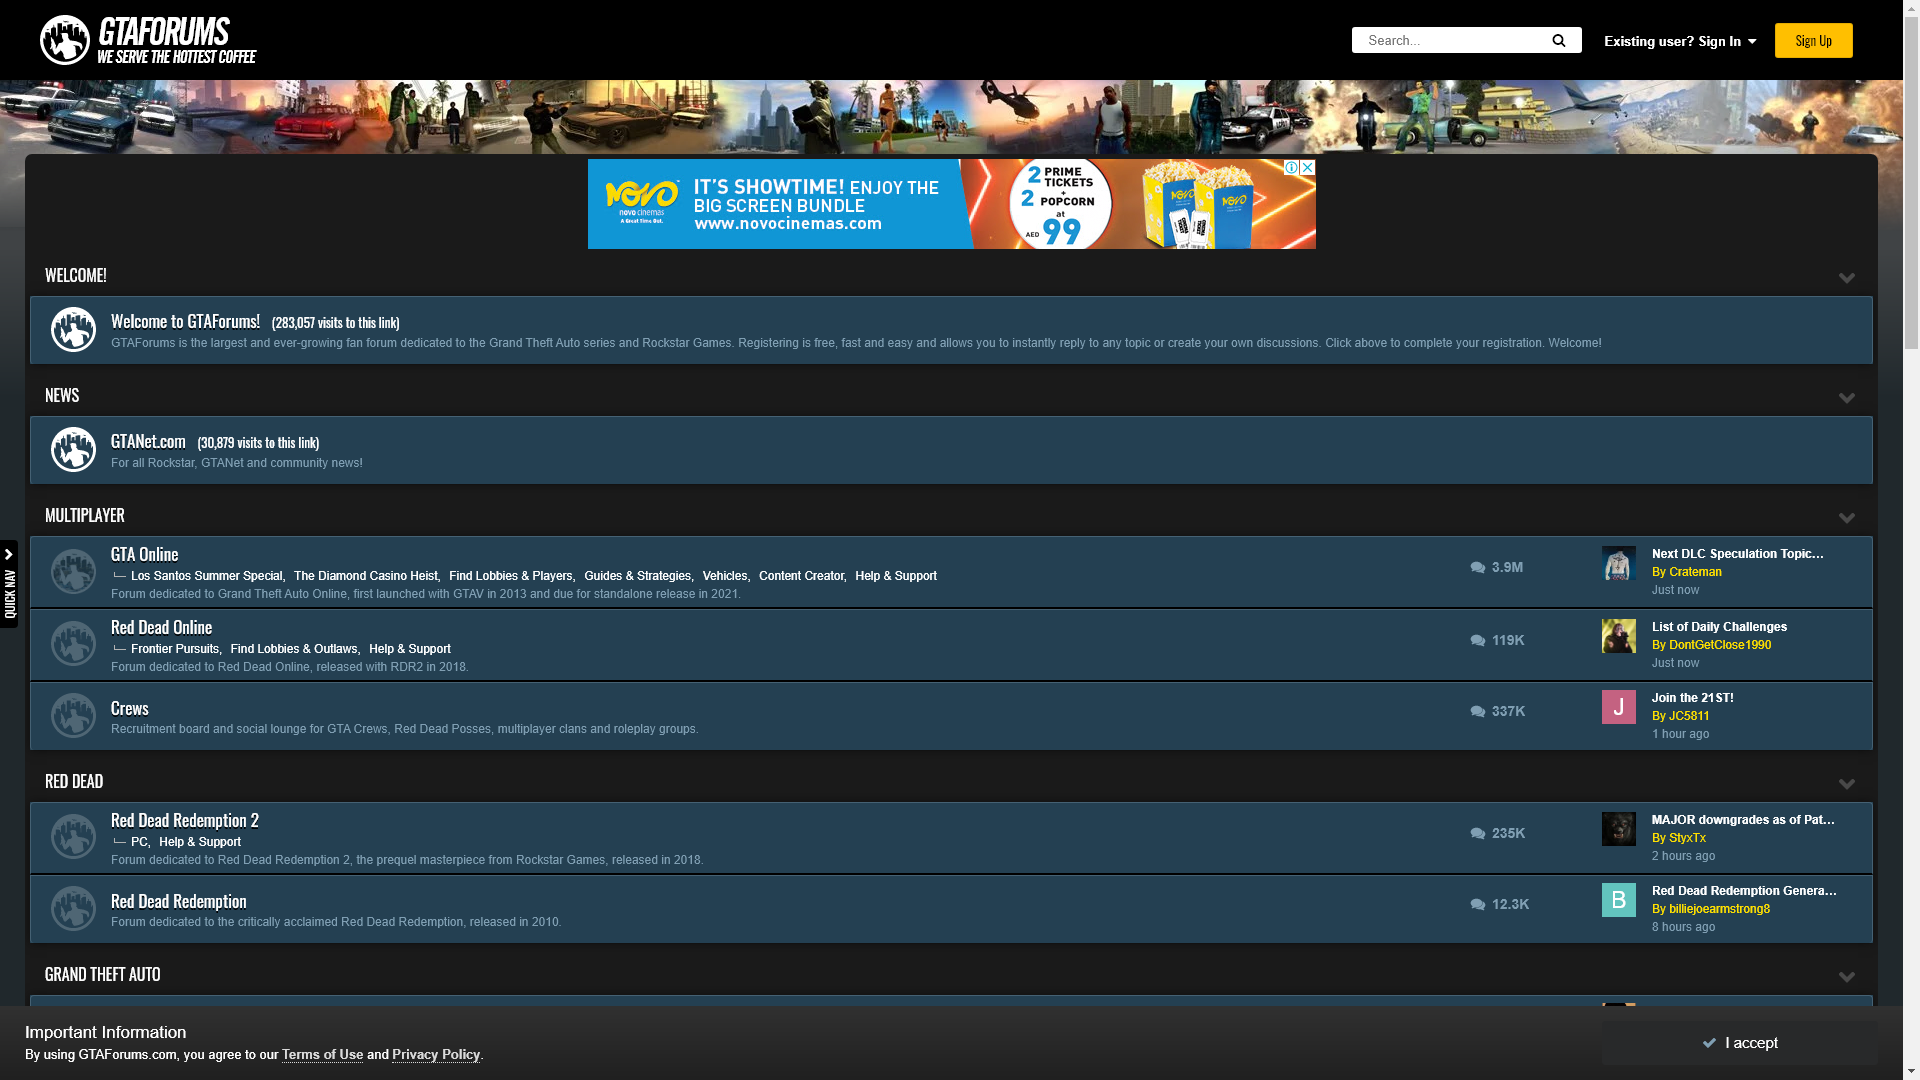 GTAFORUMS
WE SERVE THE HOTTEST COFFEE
Search...
Existing user? Sign In
Sign Up
NOVO
novo cinemas
A Great Time Out.
IT'S SHOWTIME! ENJOY THE
BIG SCREEN BUNDLE
www.novocinemas.com
2 PRIME
TICKETS
+
2 POPCORN
at
AED 99
NOVO
NOVO
WELCOME!
Welcome to GTAForums! (283,057 visits to this link)
GTAForums is the largest and ever-growing fan forum dedicated to the Grand Theft Auto series and Rockstar Games. Registering is free, fast and easy and allows you to instantly reply to any topic or create your own discussions. Click above to complete your registration. Welcome!
NEWS
GTANet.com (30,879 visits to this link)
For all Rockstar, GTANet and community news!
MULTIPLAYER
QUICK NAV
GTA Online
Los Santos Summer Special, The Diamond Casino Heist, Find Lobbies & Players, Guides & Strategies, Vehicles, Content Creator, Help & Support
Forum dedicated to Grand Theft Auto Online, first launched with GTAV in 2013 and due for standalone release in 2021.
3.9M
Next DLC Speculation Topic...
By Crateman
Just now
Red Dead Online
Frontier Pursuits, Find Lobbies & Outlaws, Help & Support
Forum dedicated to Red Dead Online, released with RDR2 in 2018.
119K
List of Daily Challenges
By DontGetClose1990
Just now
Crews
Recruitment board and social lounge for GTA Crews, Red Dead Posses, multiplayer clans and roleplay groups.
337K
J
Join the 21ST!
By JC5811
1 hour ago
RED DEAD
Red Dead Redemption 2
PC, Help & Support
Forum dedicated to Red Dead Redemption 2, the prequel masterpiece from Rockstar Games, released in 2018.
235K
MAJOR downgrades as of Pat...
By StyxTx
2 hours ago
Red Dead Redemption
Forum dedicated to the critically acclaimed Red Dead Redemption, released in 2010.
12.3K
B
Red Dead Redemption Genera...
By billiejoearmstrong8
8 hours ago
GRAND THEFT AUTO
Important Information
By using GTAForums.com, you agree to our Terms of Use and Privacy Policy.
I accept